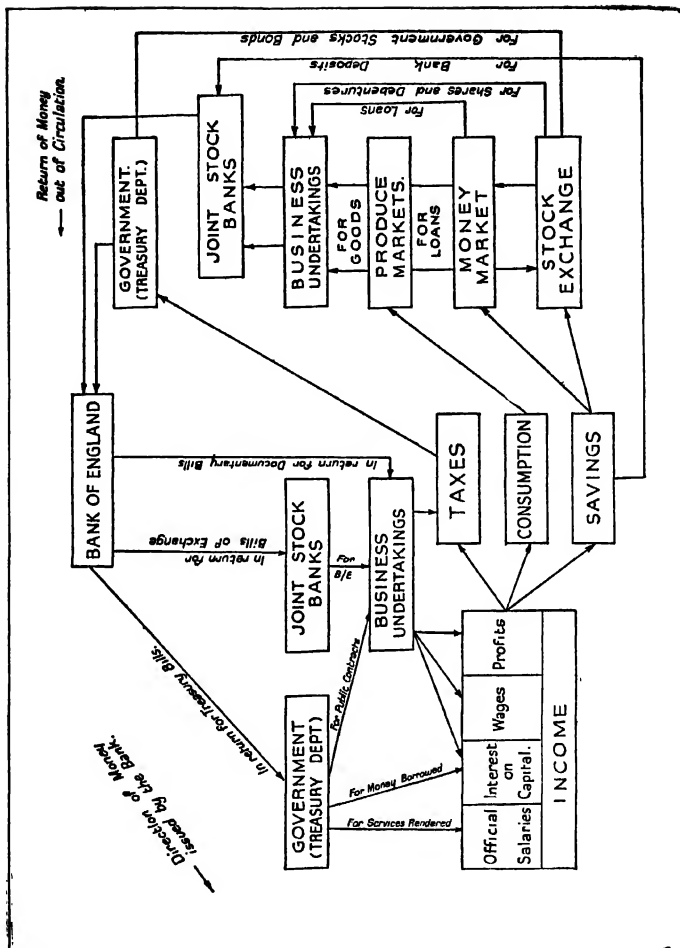 Return of Money
out of Circulation.
GOVERNMENT.
(TREASURY DEPT.)
JOINT STOCK
BANKS
BUSINESS
UNDERTAKINGS
FOR
GOODS
PRODUCE
MARKETS.
FOR
LOANS
MONEY
MARKET
STOCK
EXCHANGE
For Loans
For Shares and Debentures
For Bank Deposits
For Government Stocks and Bonds
BANK OF ENGLAND
In return for Documentary Bills
In return for
Bills of Exchange
In return for Treasury Bills.
Direction of Money
issued by the Bank.
JOINT STOCK
BANKS
For
B/E
BUSINESS
UNDERTAKINGS
GOVERNMENT
(TREASURY DEPT)
For Public Contracts
For Money Borrowed
For Services Rendered
TAXES
CONSUMPTION
SAVINGS
Official
Salaries
Interest
on
Capital.
Wages
Profits
INCOME